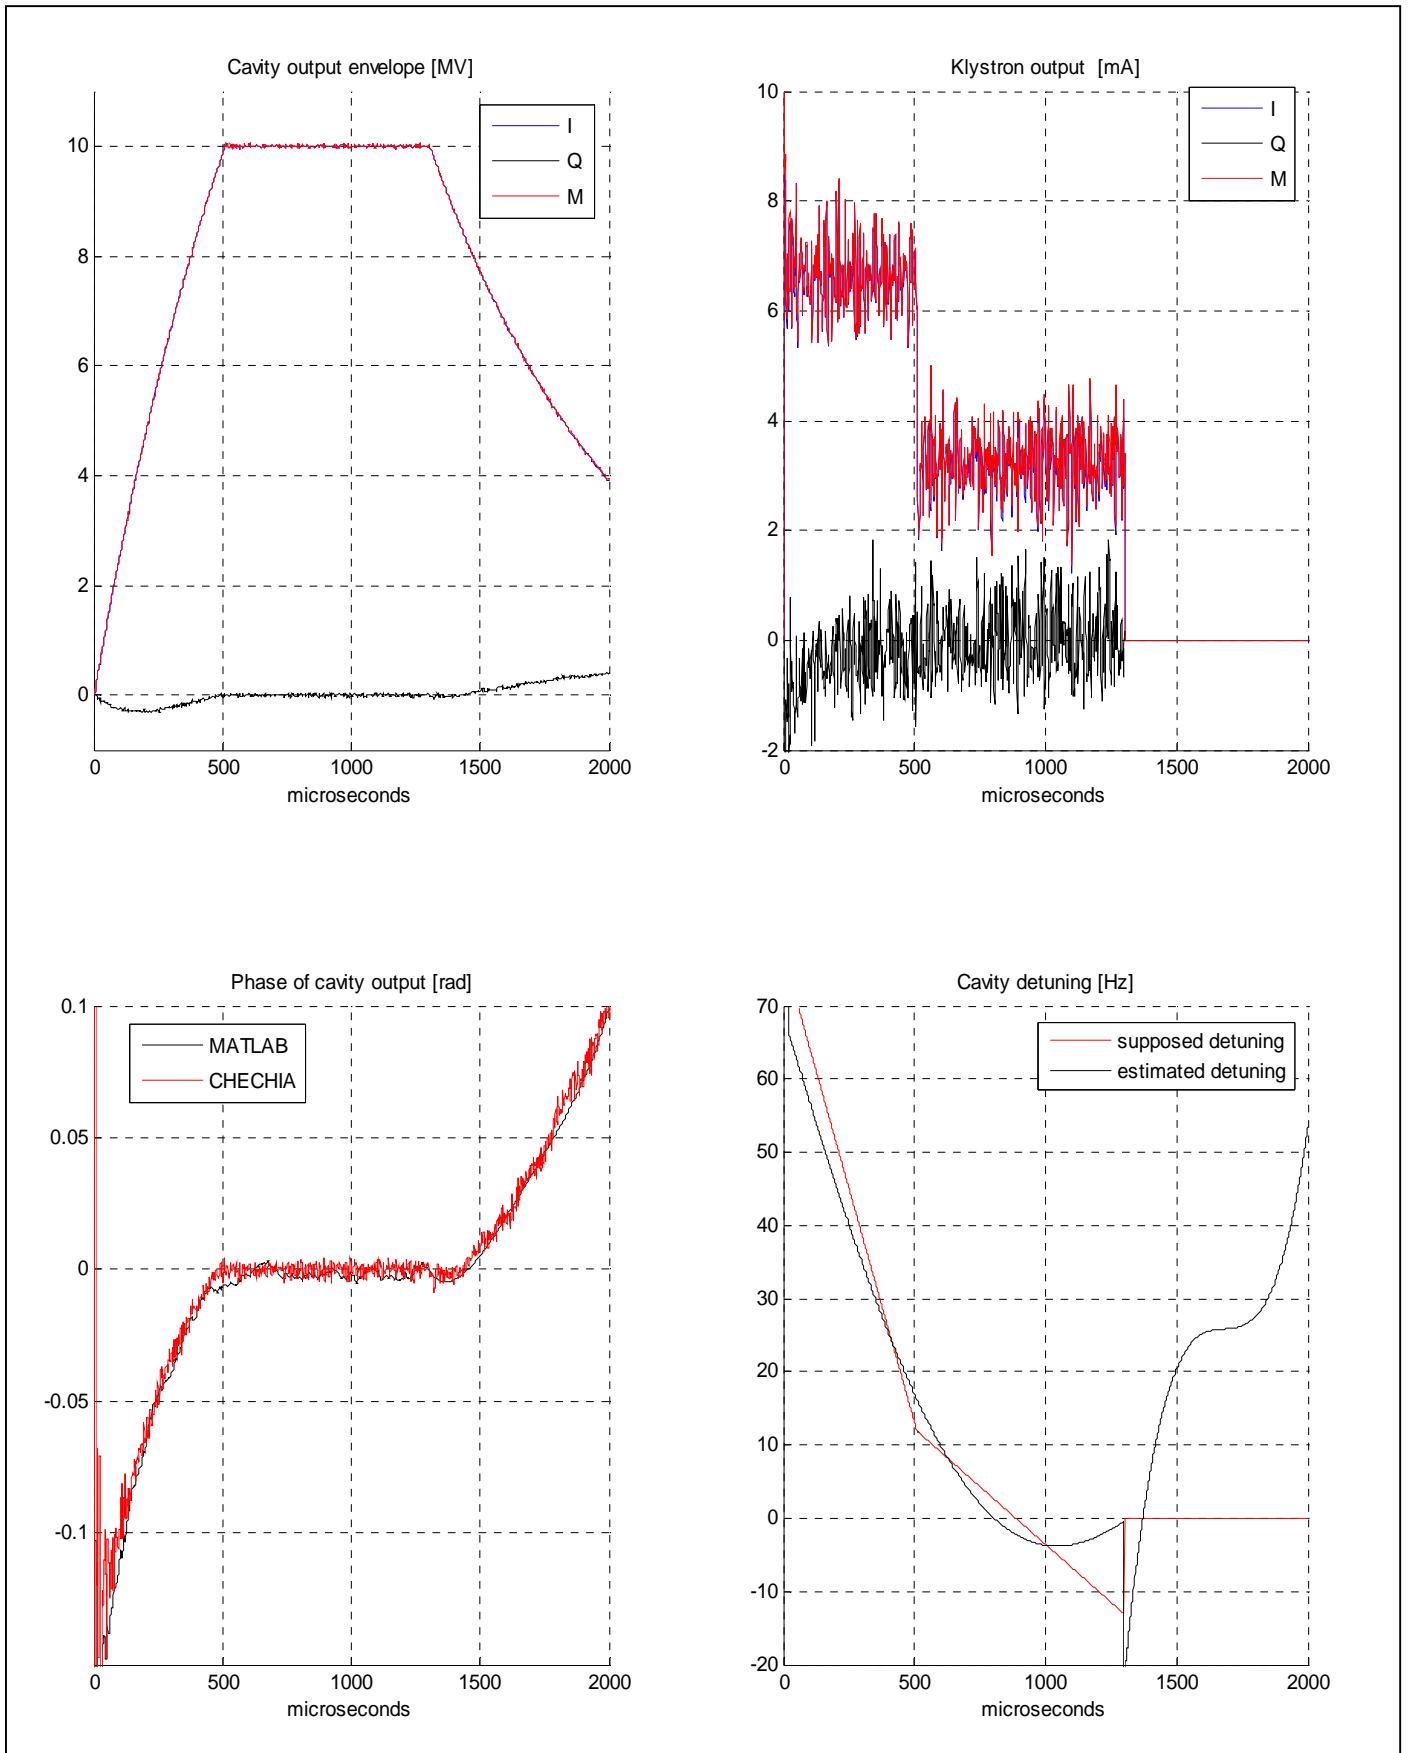 Cavity output envelope [MV]
10
8
6
4
2
0
0 500 1000 1500 2000
microseconds
I
Q
M
Klystron output [mA]
10
8
6
4
2
0
-2
0 500 1000 1500 2000
microseconds
I
Q
M
Phase of cavity output [rad]
0.1
0.05
0
-0.05
-0.1
0 500 1000 1500 2000
microseconds
MATLAB
CHECHIA
Cavity detuning [Hz]
70
60
50
40
30
20
10
0
-10
-20
0 500 1000 1500 2000
microseconds
supposed detuning
estimated detuning